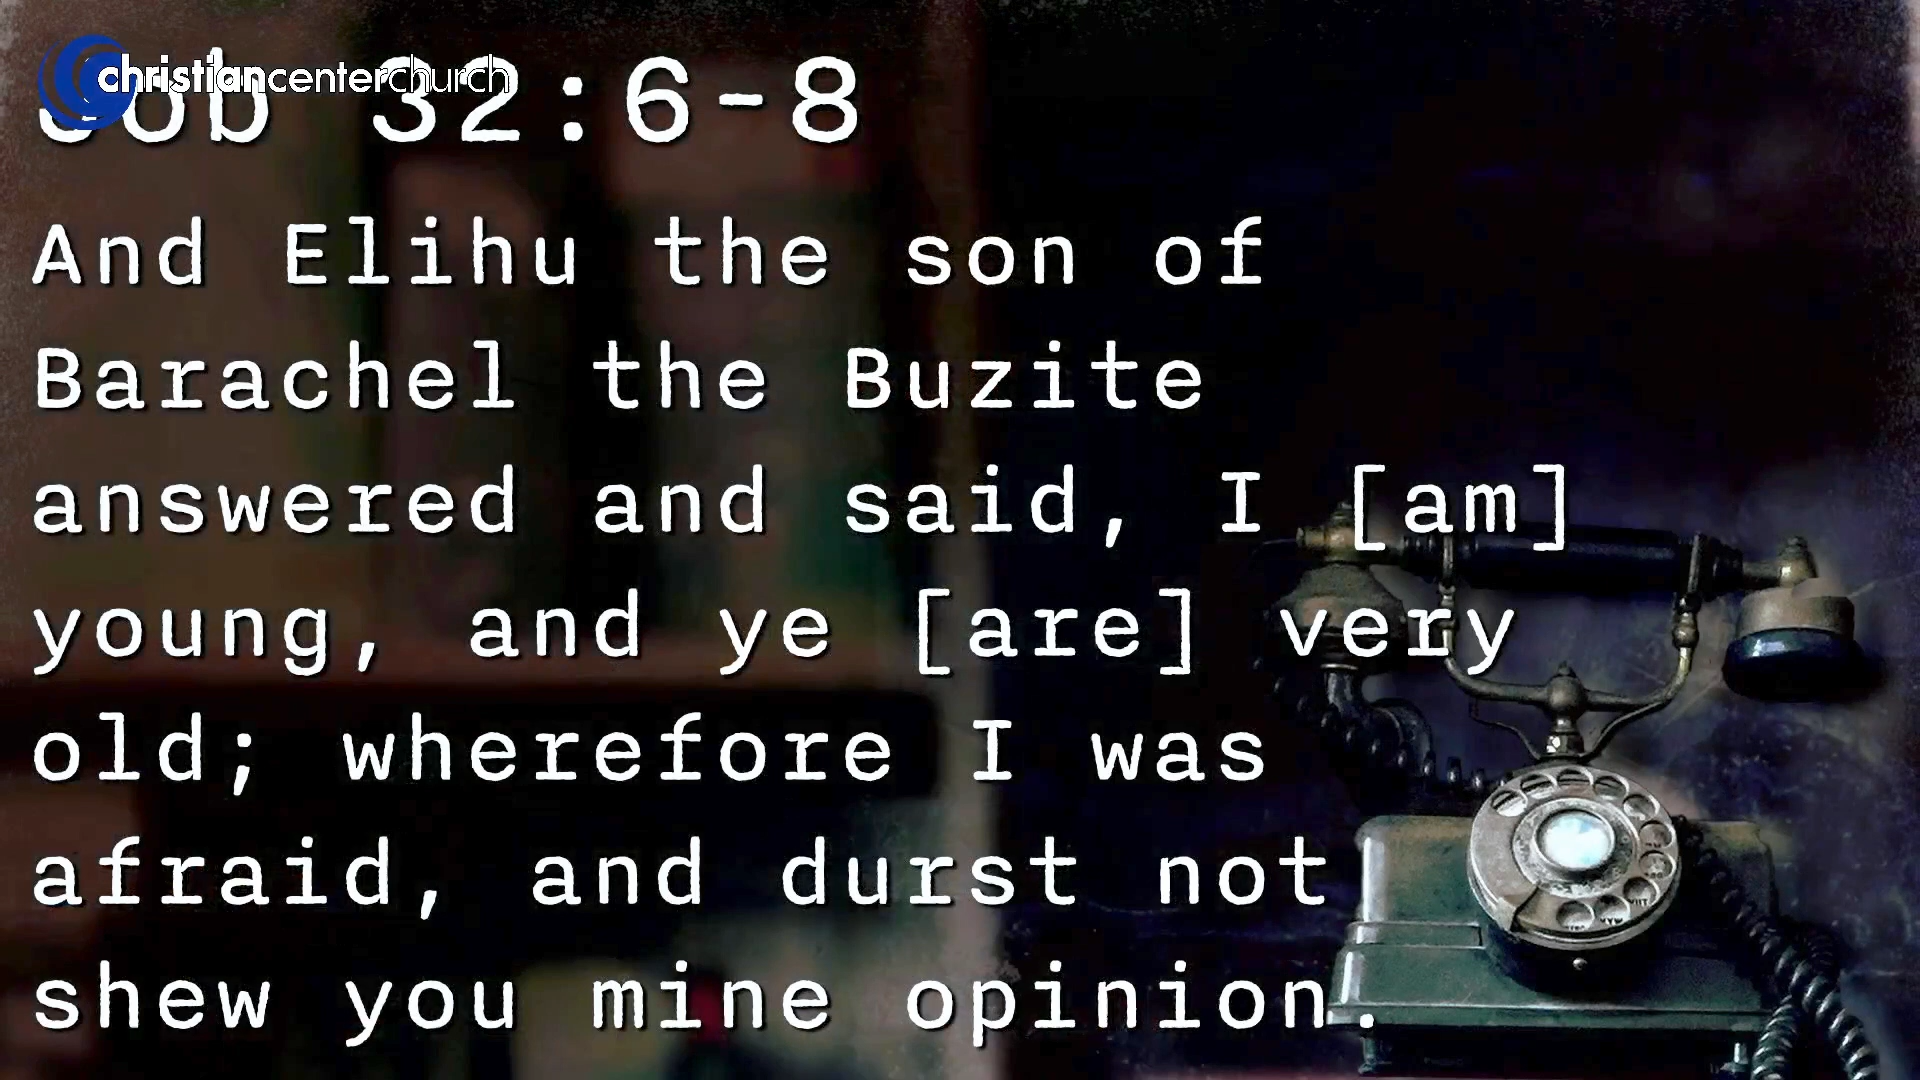 christiancenterchurch
Job 32:6-8
And Elihu the son of
Barachel the Buzite
answered and said, I [am]
young, and ye [are] very
old; wherefore I was
afraid, and durst not
shew you mine opinion.